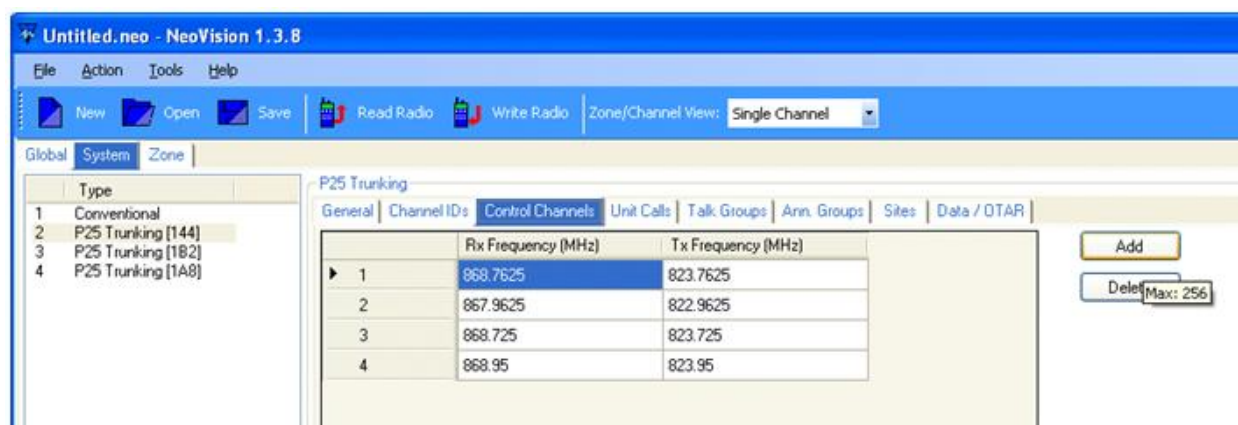 Untitled.neo - NeoVision 1.3.8
File Action Tools Help
New Open Save Read Radio Write Radio Zone/Channel View: Single Channel
Global System Zone
Type
1 Conventional
2 P25 Trunking [144]
3 P25 Trunking [1B2]
4 P25 Trunking [1A8]
P25 Trunking
General Channel IDs Control Channels Unit Calls Talk Groups Ann. Groups Sites Data / OTAR
Rx Frequency (MHz) Tx Frequency (MHz)
1 868.7625 823.7625
2 867.9625 822.9625
3 868.725 823.725
4 868.95 823.95
Add
Delet
Max: 256